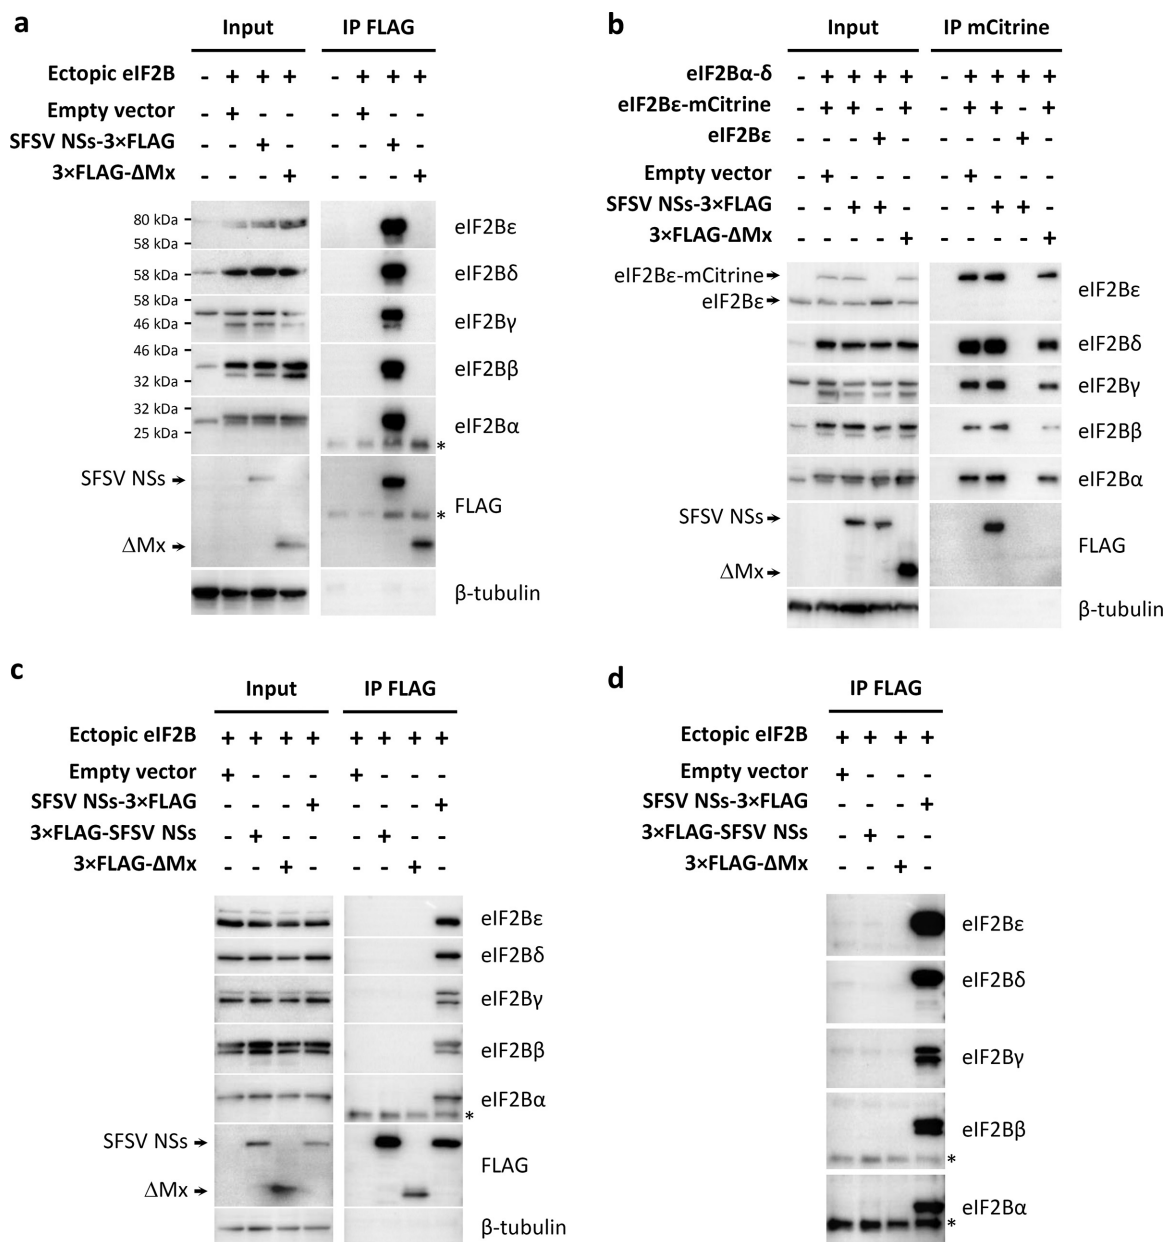 a
Input IP FLAG
Ectopic eIF2B - + + + - + + +
Empty vector - + - - - + - -
SFSV NSs-3×FLAG - - + - - - + -
3×FLAG-ΔMx - - - + - - - +
80 kDa
58 kDa
eIF2Bε
58 kDa
eIF2Bδ
58 kDa
46 kDa
eIF2Bγ
46 kDa
32 kDa
eIF2Bβ
32 kDa
25 kDa
eIF2Bα
*
SFSV NSs
FLAG
*
ΔMx
β-tubulin
b
Input IP mCitrine
eIF2Bα-δ - + + + + - + + + +
eIF2Bε-mCitrine - + + - + - + + - +
eIF2Bε - - - + - - - - + -
Empty vector - + - - - - + - - -
SFSV NSs-3×FLAG - - + + - - - + + -
3×FLAG-ΔMx - - - - + - - - - +
eIF2Bε-mCitrine
eIF2Bε
eIF2Bε
eIF2Bδ
eIF2Bγ
eIF2Bβ
eIF2Bα
SFSV NSs
FLAG
ΔMx
β-tubulin
c
Input IP FLAG
Ectopic eIF2B + + + + + + + +
Empty vector + - - - + - - -
SFSV NSs-3×FLAG - - - + - - - +
3×FLAG-SFSV NSs - + - - - + - -
3×FLAG-ΔMx - - + - - - + -
eIF2Bε
eIF2Bδ
eIF2Bγ
eIF2Bβ
eIF2Bα
*
SFSV NSs
FLAG
ΔMx
β-tubulin
d
IP FLAG
Ectopic eIF2B + + + +
Empty vector + - - -
SFSV NSs-3×FLAG - - - +
3×FLAG-SFSV NSs - + - -
3×FLAG-ΔMx - - + -
eIF2Bε
eIF2Bδ
eIF2Bγ
eIF2Bβ
*
eIF2Bα
*